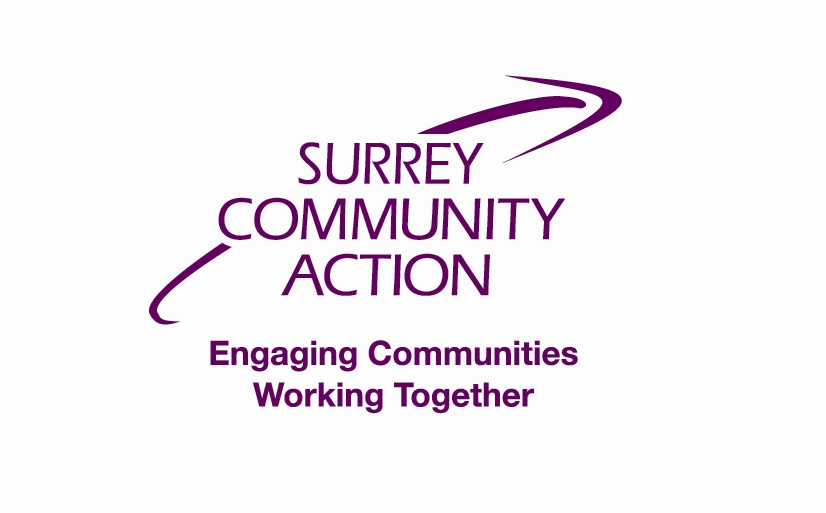 SURREY
COMMUNITY
ACTION
Engaging Communities
Working Together